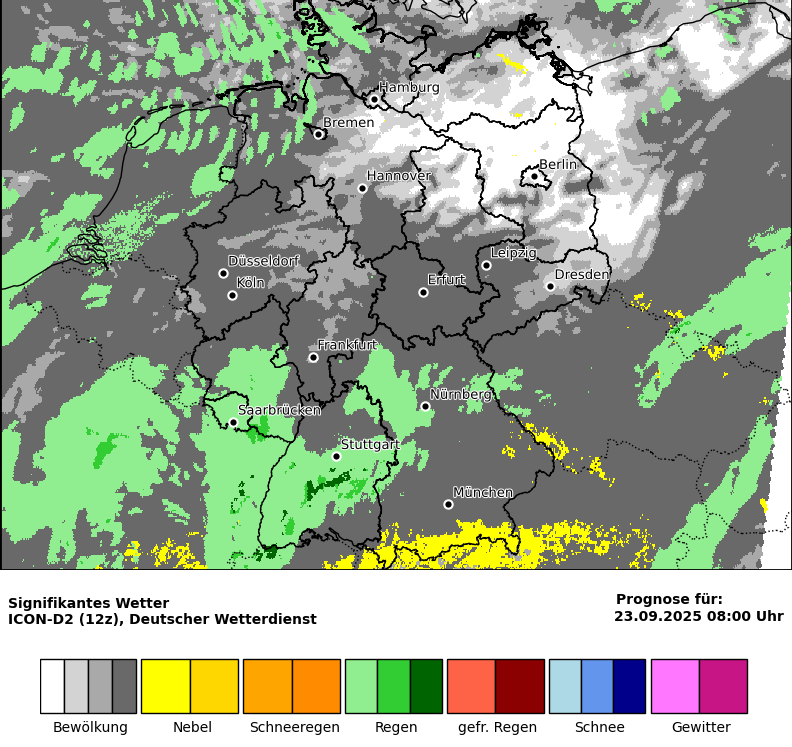 Hamburg
Bremen
Berlin
Hannover
Leipzig
Düsseldorf
Dresden
Köln
Erfurt
Frankfurt
Nürnberg
Saarbrücken
Stuttgart
München
Signifikantes Wetter
ICON-D2 (12z), Deutscher Wetterdienst
Prognose für:
23.09.2025 08:00 Uhr
Bewölkung
Nebel
Schneeregen
Regen
gefr. Regen
Schnee
Gewitter